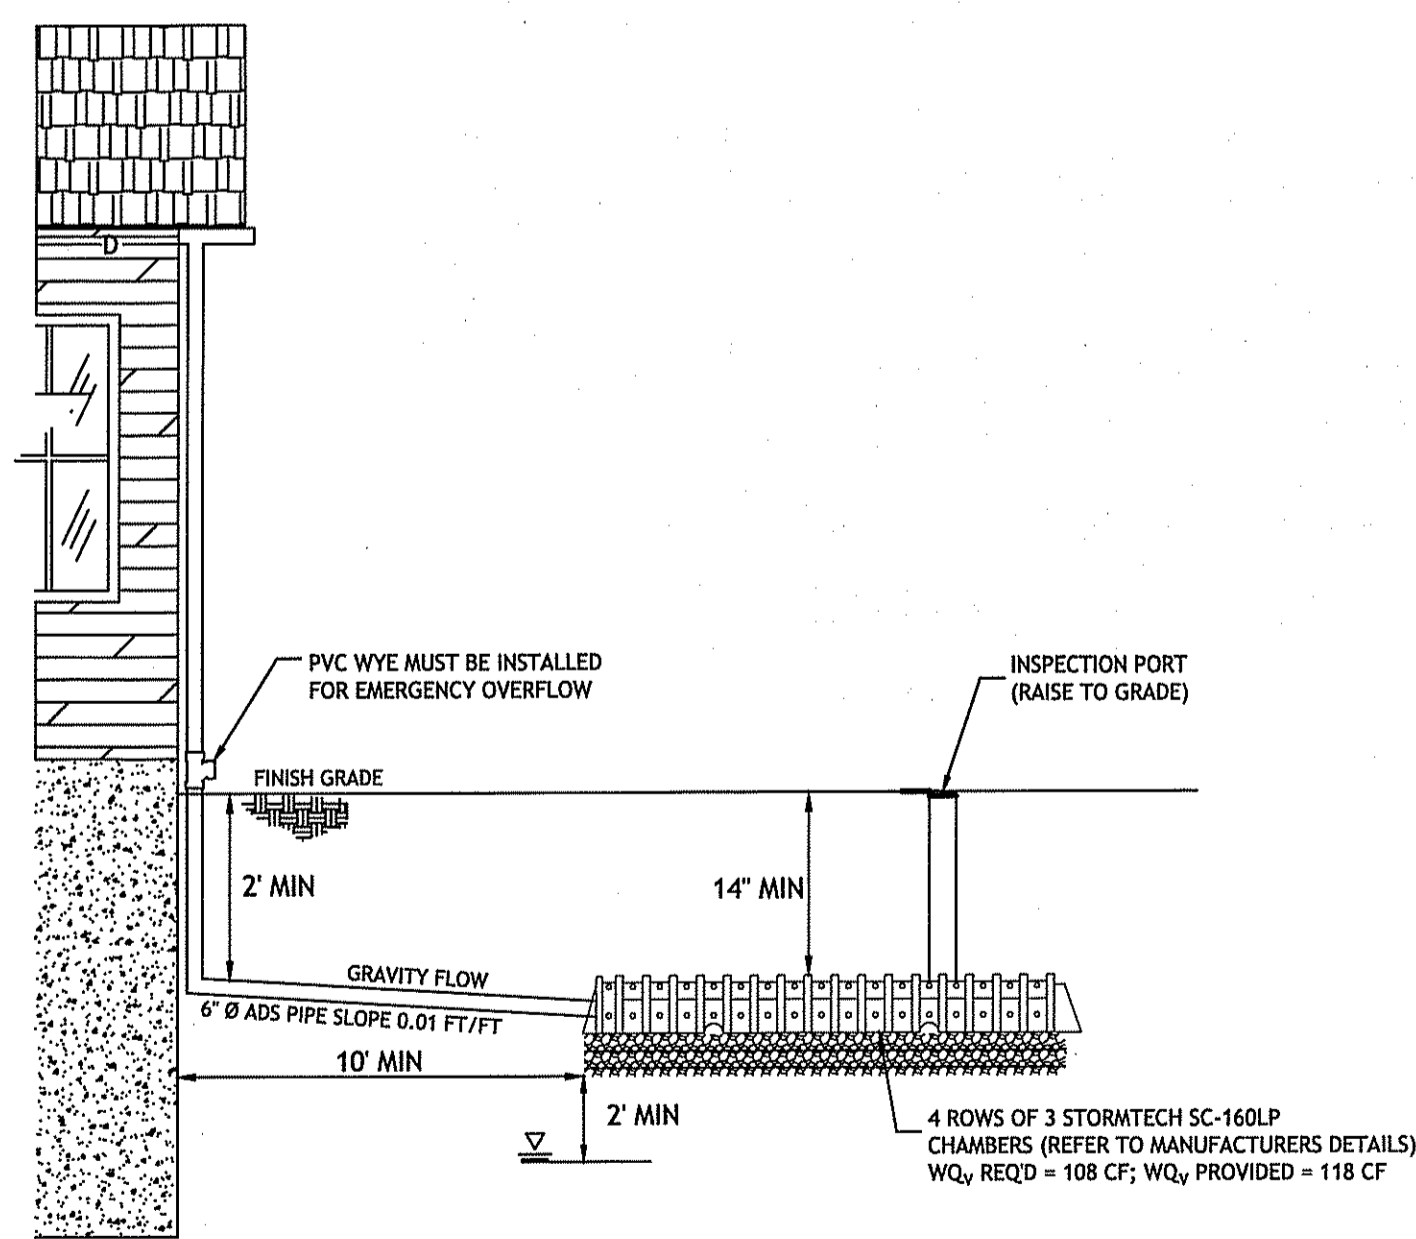 D
PVC WYE MUST BE INSTALLED
FOR EMERGENCY OVERFLOW
INSPECTION PORT
(RAISE TO GRADE)
FINISH GRADE
2' MIN
14" MIN
GRAVITY FLOW
6" Ø ADS PIPE SLOPE 0.01 FT/FT
10' MIN
2' MIN
4 ROWS OF 3 STORMTECH SC-160LP
CHAMBERS (REFER TO MANUFACTURERS DETAILS)
WQv REQ'D = 108 CF; WQv PROVIDED = 118 CF